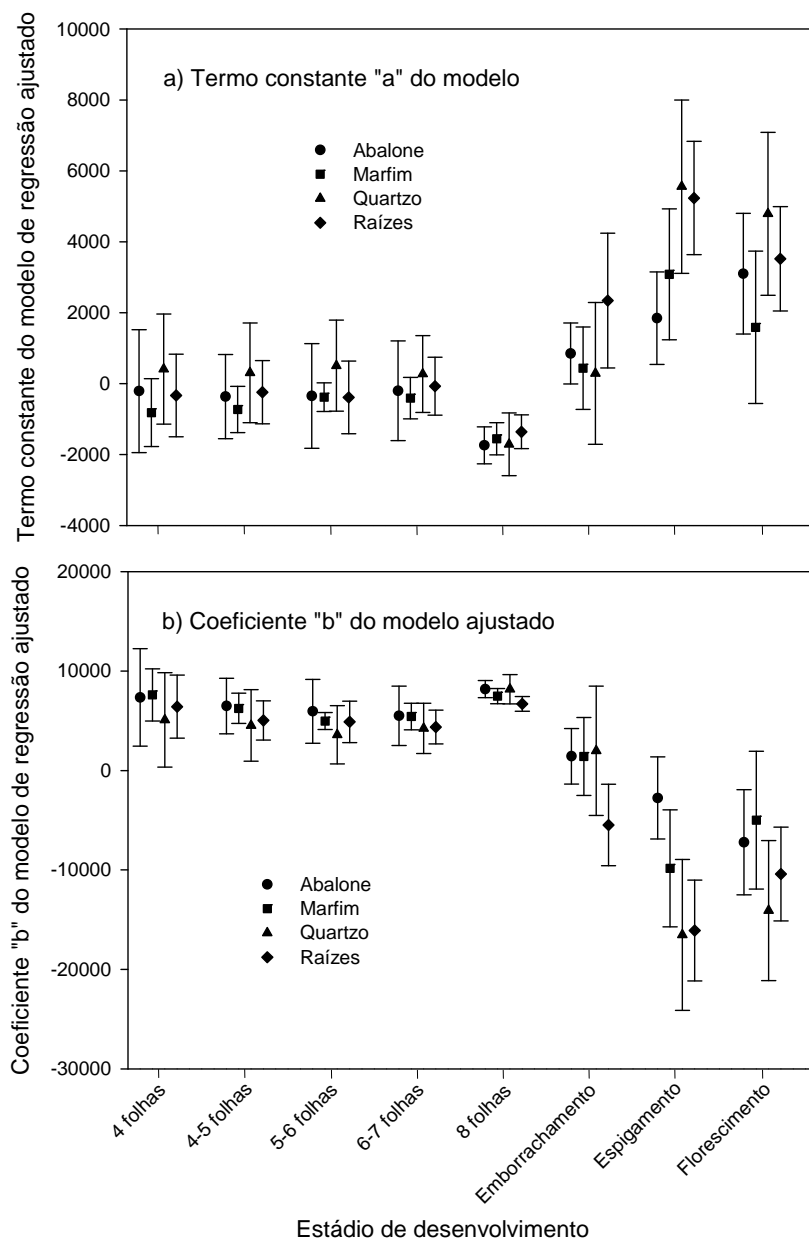 Termo constante do modelo de regressão ajustado
10000
8000
6000
4000
2000
0
-2000
-4000
a) Termo constante "a" do modelo
Abalone
Marfim
Quartzo
Raízes
Coeficiente "b" do modelo de regressão ajustado
20000
10000
0
-10000
-20000
-30000
b) Coeficiente "b" do modelo ajustado
Abalone
Marfim
Quartzo
Raízes
4 folhas
4-5 folhas
5-6 folhas
6-7 folhas
8 folhas
Emborrachamento
Espigamento
Florescimento
Estádio de desenvolvimento